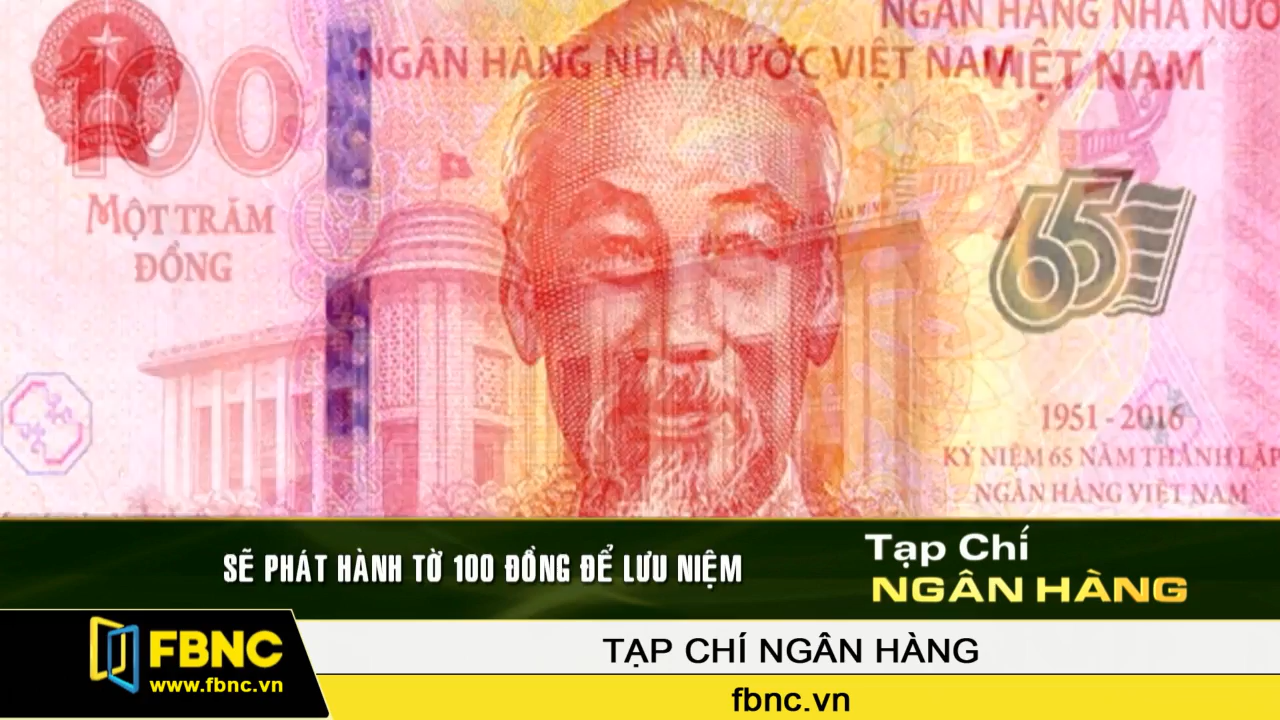 NGÂN HÀNG NHÀ NƯỚC
VIỆT NAM
NGÂN HÀNG NHÀ NƯỚC VIỆT NAM
100
MỘT TRĂM
ĐỒNG
65
1951 - 2016
KỶ NIỆM 65 NĂM THÀNH LẬP
NGÂN HÀNG VIỆT NAM
SẼ PHÁT HÀNH TỜ 100 ĐỒNG ĐỂ LƯU NIỆM
Tạp Chí
NGÂN HÀNG
FBNC
www.fbnc.vn
TẠP CHÍ NGÂN HÀNG
fbnc.vn